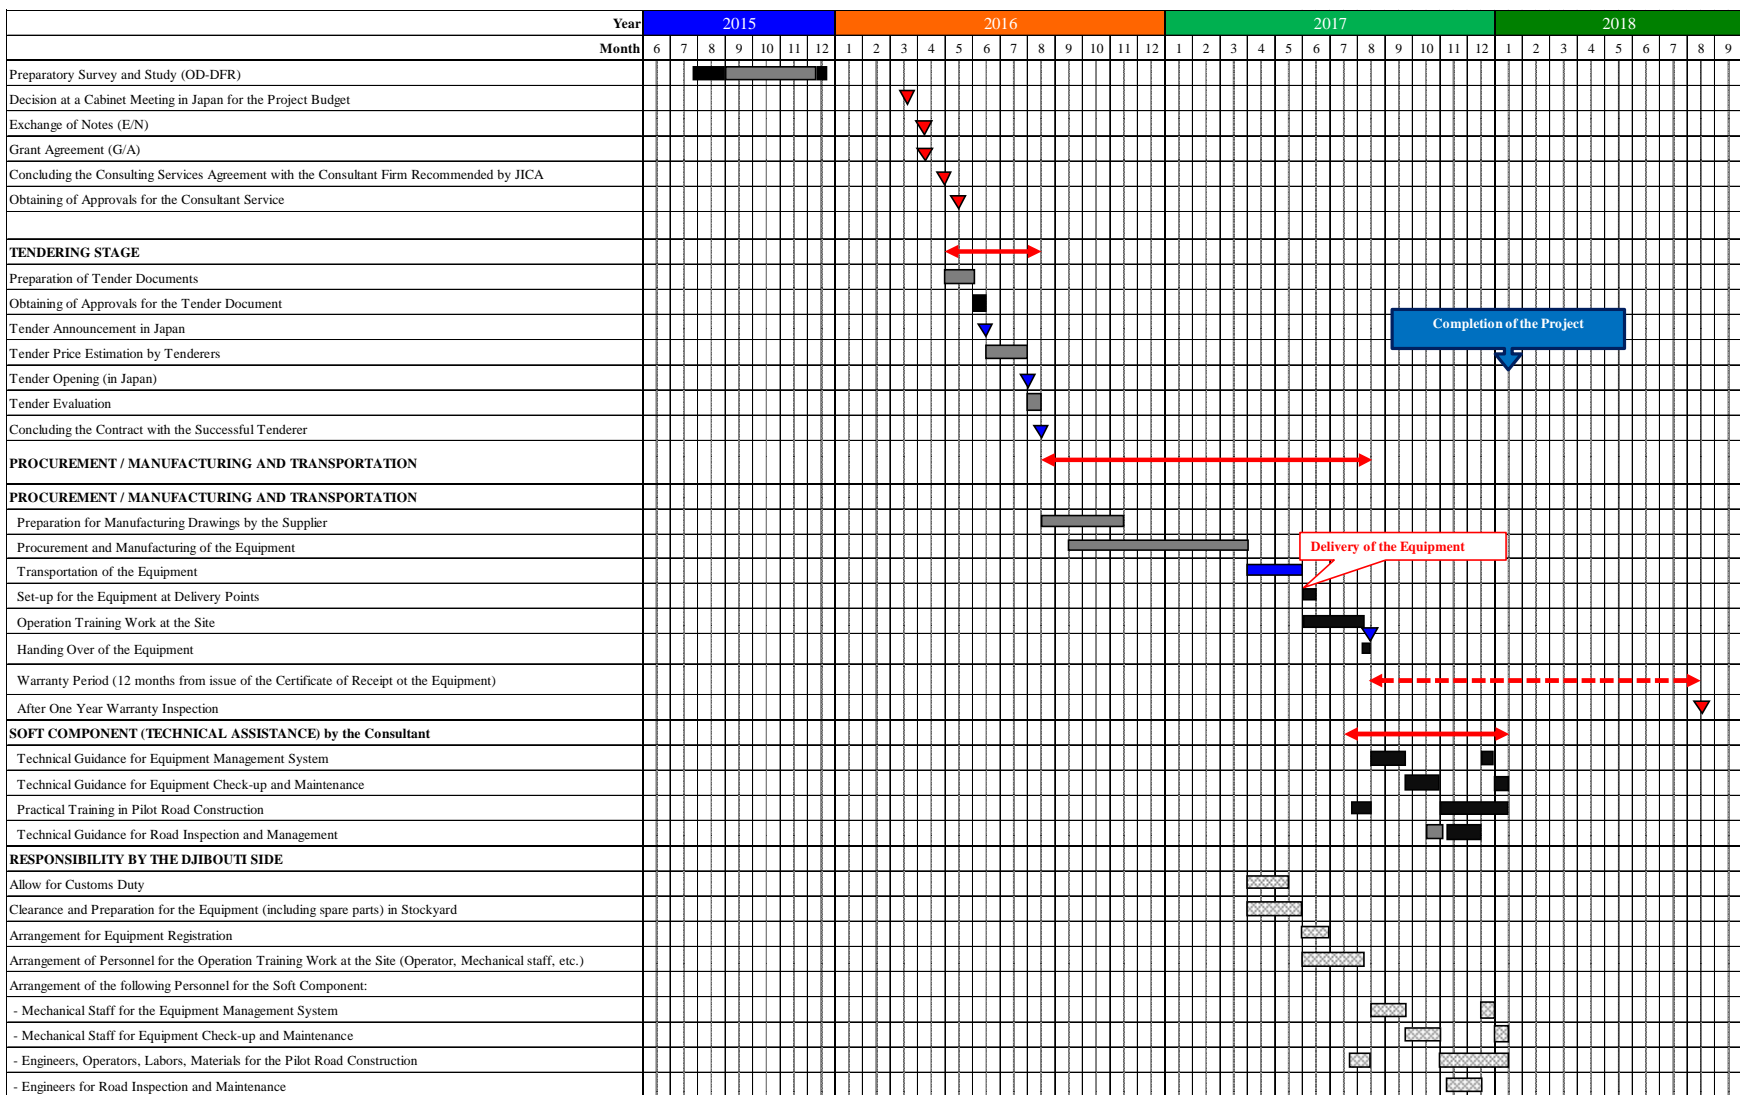 Year 2015 2016 2017 2018
Month 6 7 8 9 10 11 12 1 2 3 4 5 6 7 8 9 10 11 12 1 2 3 4 5 6 7 8 9 10 11 12 1 2 3 4 5 6 7 8 9
Preparatory Survey and Study (OD-DFR)
Decision at a Cabinet Meeting in Japan for the Project Budget
Exchange of Notes (E/N)
Grant Agreement (G/A)
Concluding the Consulting Services Agreement with the Consultant Firm Recommended by JICA
Obtaining of Approvals for the Consultant Service
TENDERING STAGE
Preparation of Tender Documents
Obtaining of Approvals for the Tender Document
Tender Announcement in Japan
Completion of the Project
Tender Price Estimation by Tenderers
Tender Opening (in Japan)
Tender Evaluation
Concluding the Contract with the Successful Tenderer
PROCUREMENT / MANUFACTURING AND TRANSPORTATION
PROCUREMENT / MANUFACTURING AND TRANSPORTATION
Preparation for Manufacturing Drawings by the Supplier
Procurement and Manufacturing of the Equipment
Delivery of the Equipment
Transportation of the Equipment
Set-up for the Equipment at Delivery Points
Operation Training Work at the Site
Handing Over of the Equipment
Warranty Period (12 months from issue of the Certificate of Receipt ot the Equipment)
After One Year Warranty Inspection
SOFT COMPONENT (TECHNICAL ASSISTANCE) by the Consultant
Technical Guidance for Equipment Management System
Technical Guidance for Equipment Check-up and Maintenance
Practical Training in Pilot Road Construction
Technical Guidance for Road Inspection and Management
RESPONSIBILITY BY THE DJIBOUTI SIDE
Allow for Customs Duty
Clearance and Preparation for the Equipment (including spare parts) in Stockyard
Arrangement for Equipment Registration
Arrangement of Personnel for the Operation Training Work at the Site (Operator, Mechanical staff, etc.)
Arrangement of the following Personnel for the Soft Component:
- Mechanical Staff for the Equipment Management System
- Mechanical Staff for Equipment Check-up and Maintenance
- Engineers, Operators, Labors, Materials for the Pilot Road Construction
- Engineers for Road Inspection and Maintenance